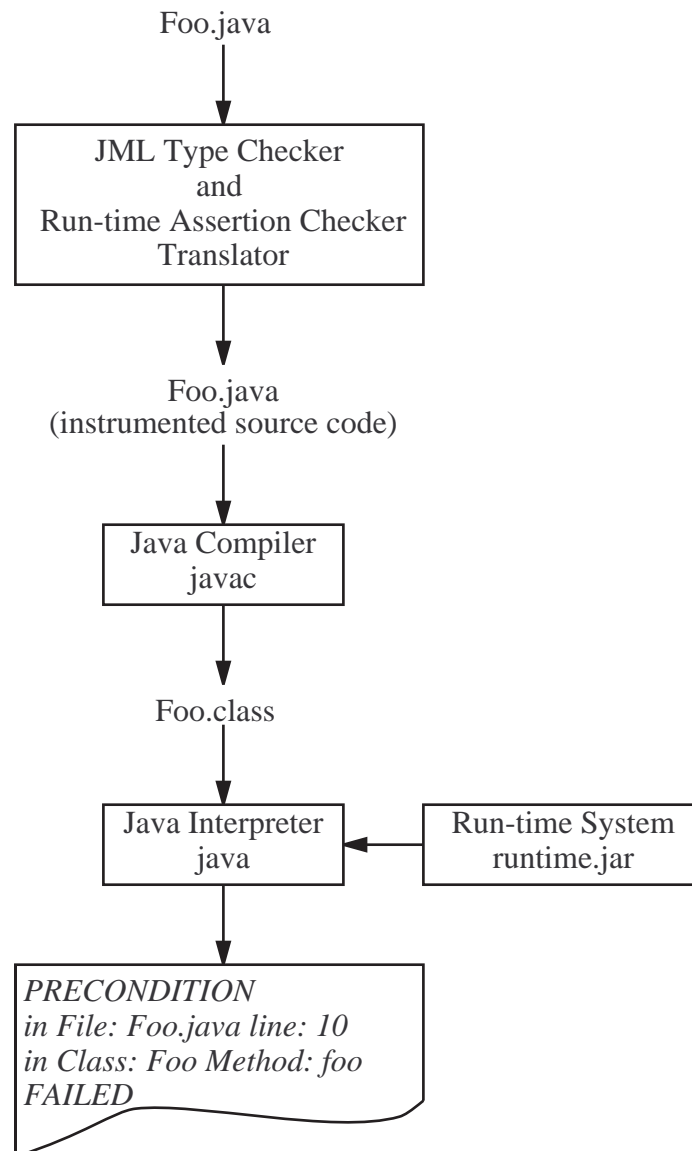 Foo.java
JML Type Checker
and
Run-time Assertion Checker
Translator
Foo.java
(instrumented source code)
Java Compiler
javac
Foo.class
Java Interpreter
java
Run-time System
runtime.jar
PRECONDITION
in File: Foo.java line: 10
in Class: Foo Method: foo
FAILED